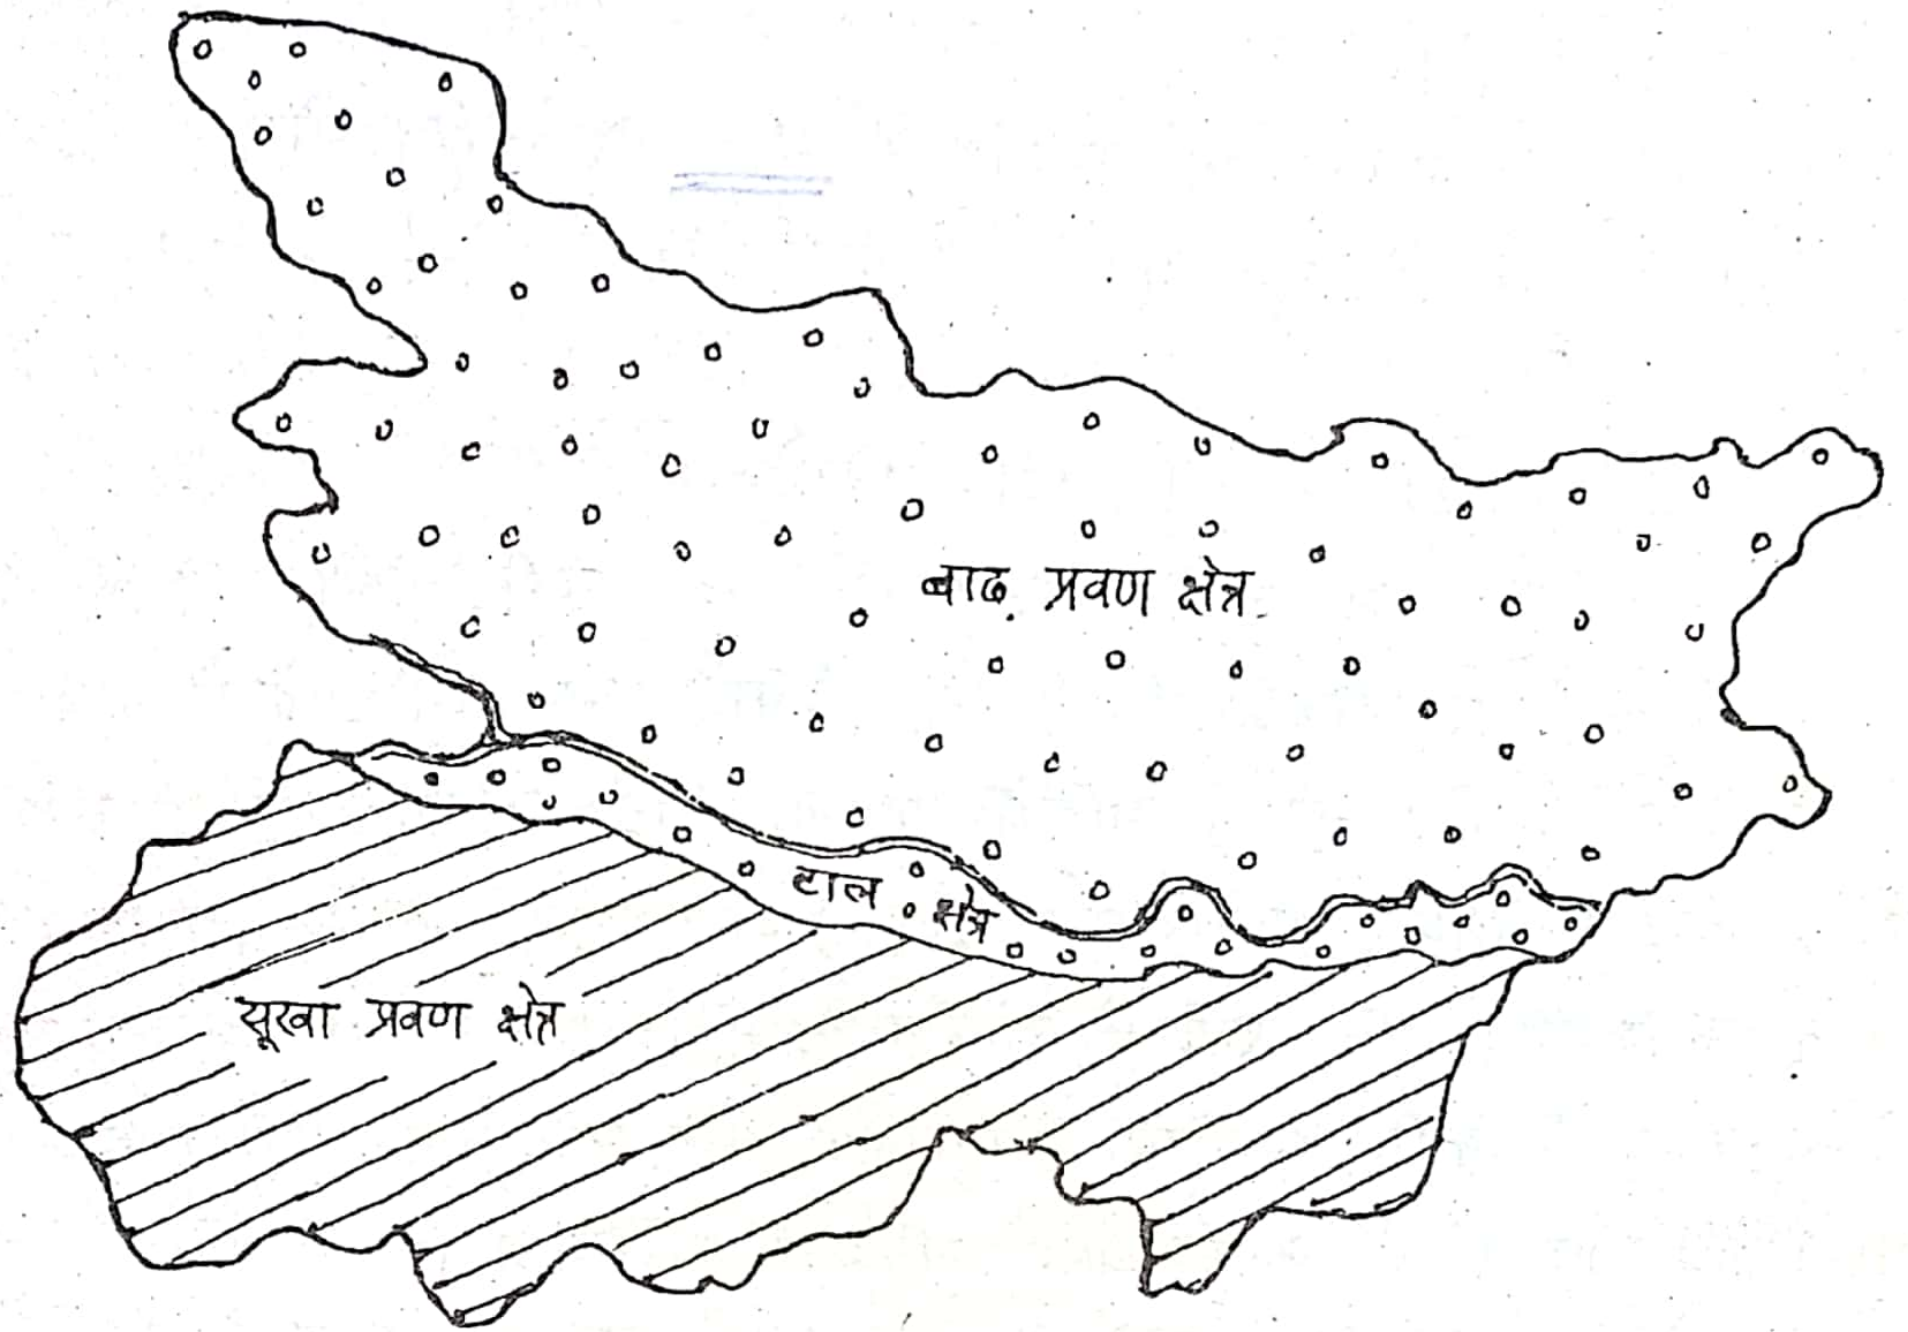 बाढ़ प्रवण क्षेत्र
टाल क्षेत्र
सूखा प्रवण क्षेत्र